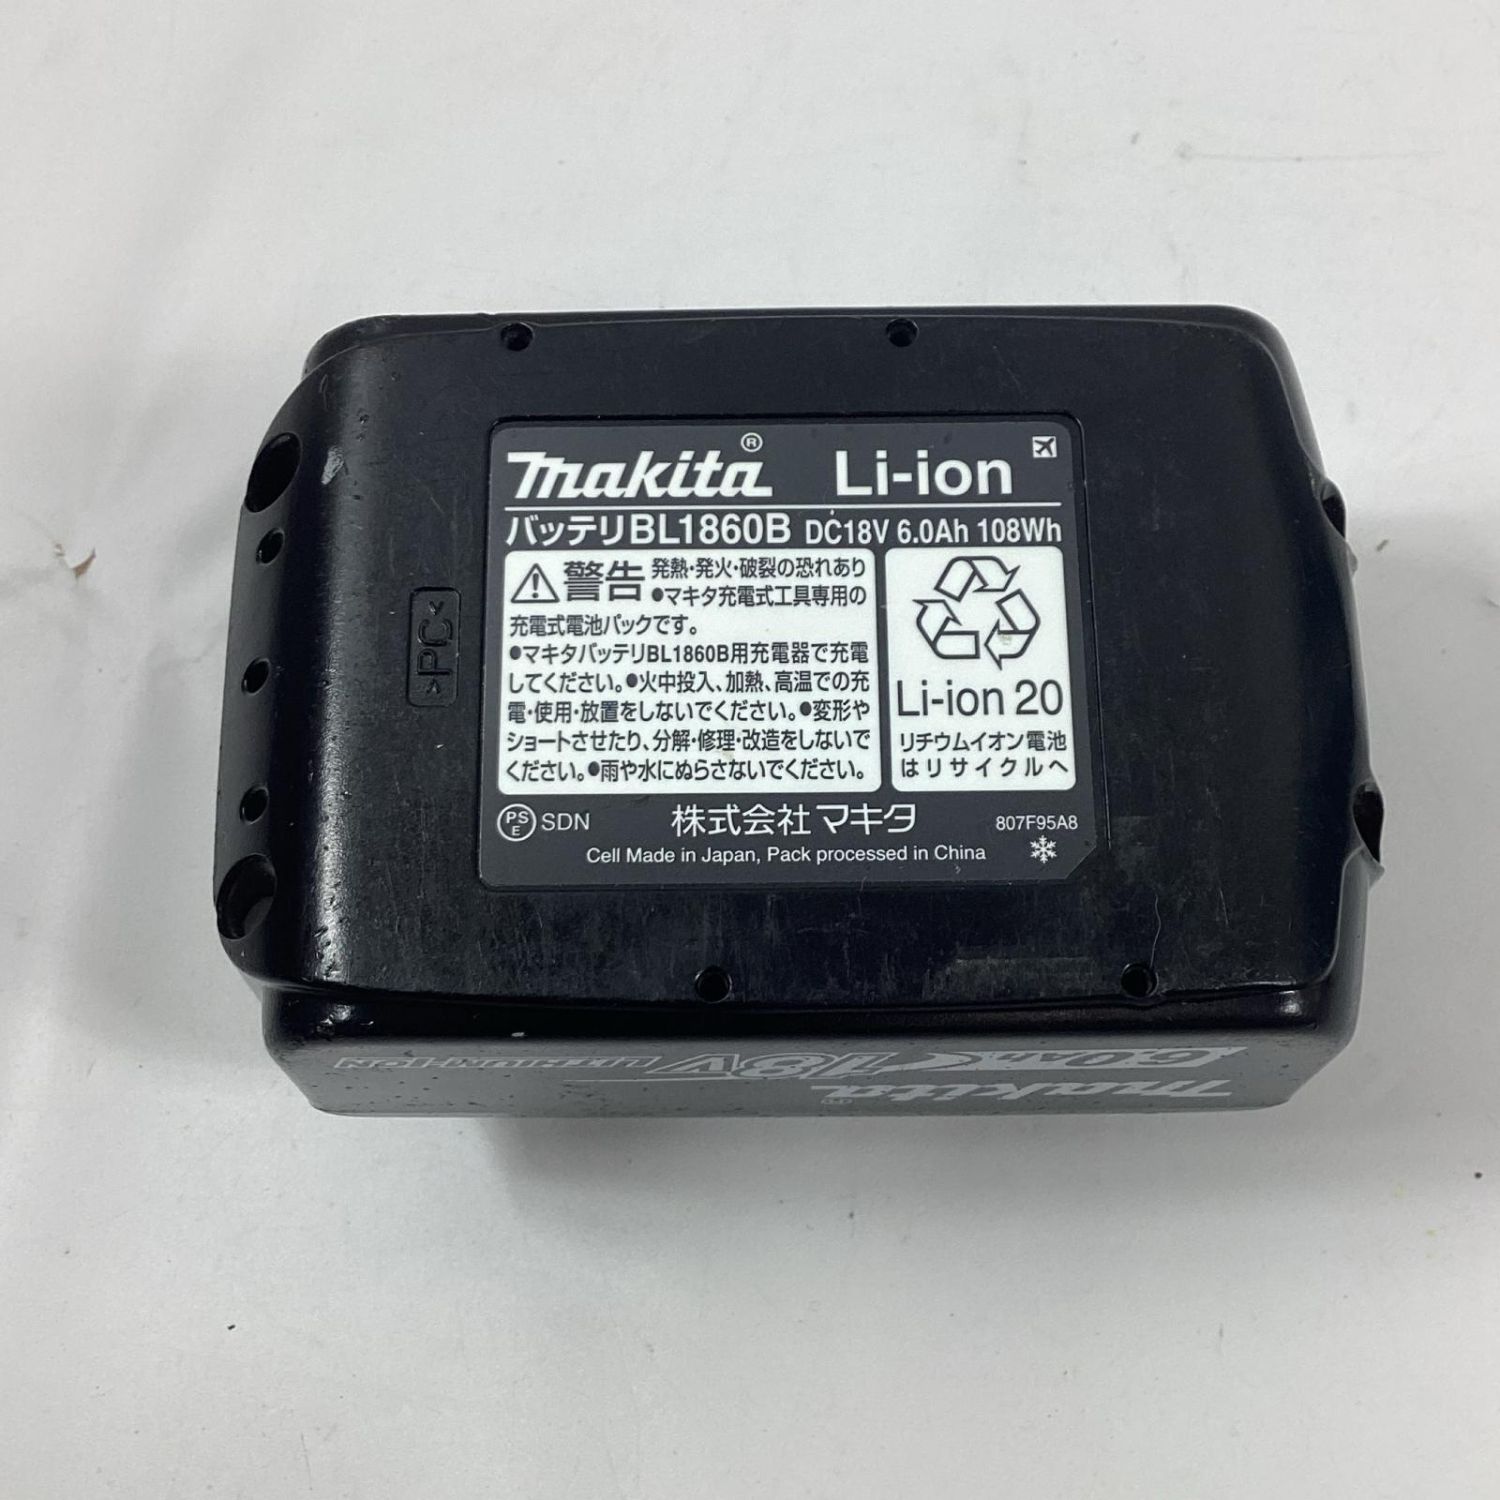 makita® Li-ion
バッテリBL1860B DC18V 6.0Ah 108Wh
警告 発熱・発火・破裂の恐れあり
●マキタ充電式工具専用の
充電式電池パックです。
●マキタバッテリBL1860B用充電器で充電
してください。●火中投入、加熱、高温での充
電・使用・放置をしないでください。●変形や
ショートさせたり、分解・修理・改造をしないで
ください。●雨や水にぬらさないでください。
Li-ion 20
リチウムイオン電池
はリサイクルへ
PSE SDN 株式会社マキタ 807F95A8
Cell Made in Japan, Pack processed in China
>PC<
makita®
6.0Ah 18V LITHIUM-ION